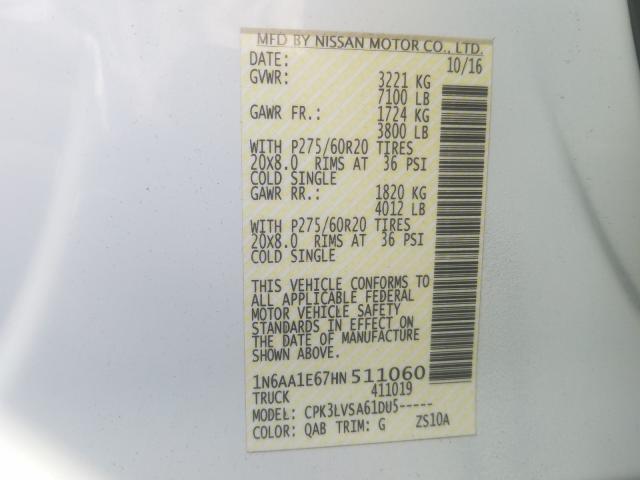 MFD BY NISSAN MOTOR CO., LTD.
DATE: 10/16
GVWR: 3221 KG
7100 LB
GAWR FR.: 1724 KG
3800 LB
WITH P275/60R20 TIRES
20x8.0 RIMS AT 36 PSI
COLD SINGLE
GAWR RR.: 1820 KG
4012 LB
WITH P275/60R20 TIRES
20x8.0 RIMS AT 36 PSI
COLD SINGLE
THIS VEHICLE CONFORMS TO
ALL APPLICABLE FEDERAL
MOTOR VEHICLE SAFETY
STANDARDS IN EFFECT ON
THE DATE OF MANUFACTURE
SHOWN ABOVE.
1N6AA1E67HN 511060
TRUCK 411019
MODEL: CPK3LVSA61DU5-----
COLOR: QAB TRIM: G ZS10A